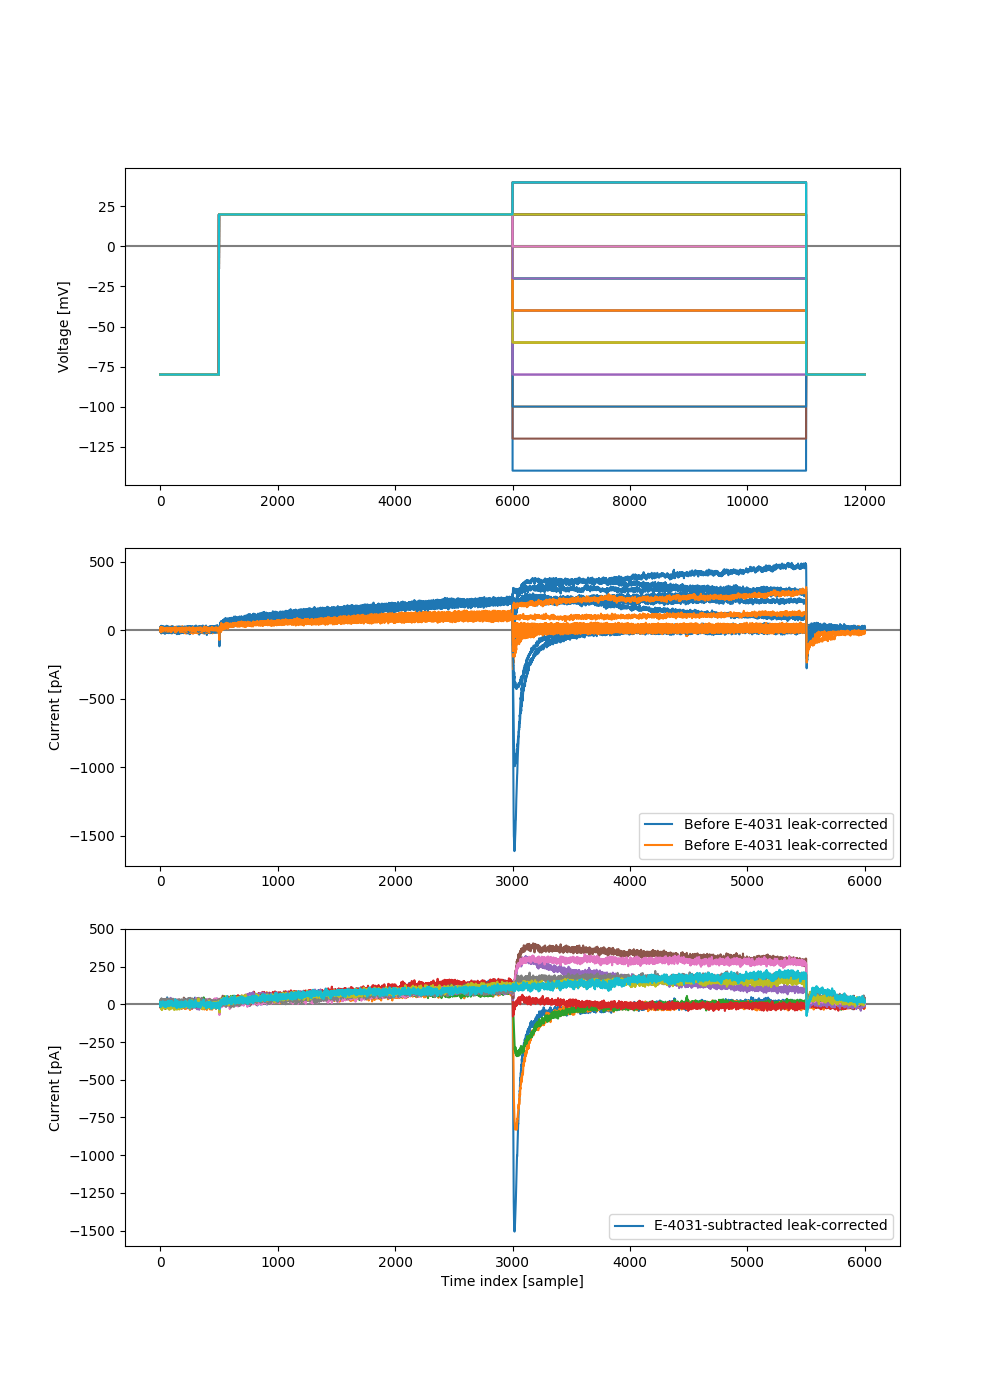 25
0
−25
−50
−75
−100
−125
Voltage [mV]
0 2000 4000 6000 8000 10000 12000
500
0
−500
−1000
−1500
Current [pA]
Before E-4031 leak-corrected
Before E-4031 leak-corrected
0 1000 2000 3000 4000 5000 6000
500
250
0
−250
−500
−750
−1000
−1250
−1500
Current [pA]
E-4031-subtracted leak-corrected
0 1000 2000 3000 4000 5000 6000
Time index [sample]